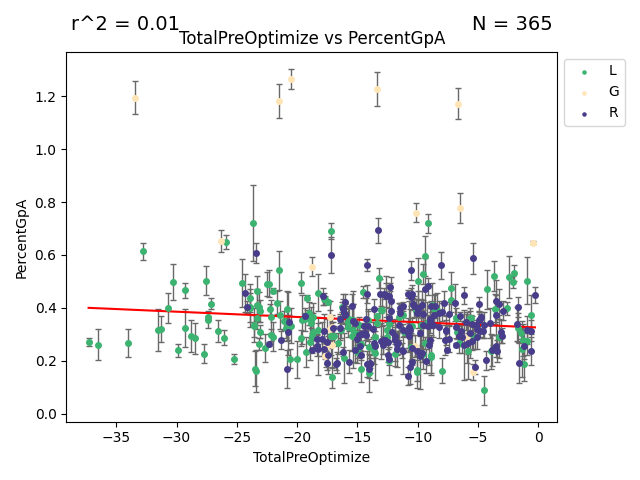 r^2 = 0.01
N = 365
TotalPreOptimize vs PercentGpA
L
G
R
PercentGpA
1.2
1.0
0.8
0.6
0.4
0.2
0.0
−35
−30
−25
−20
−15
−10
−5
0
TotalPreOptimize